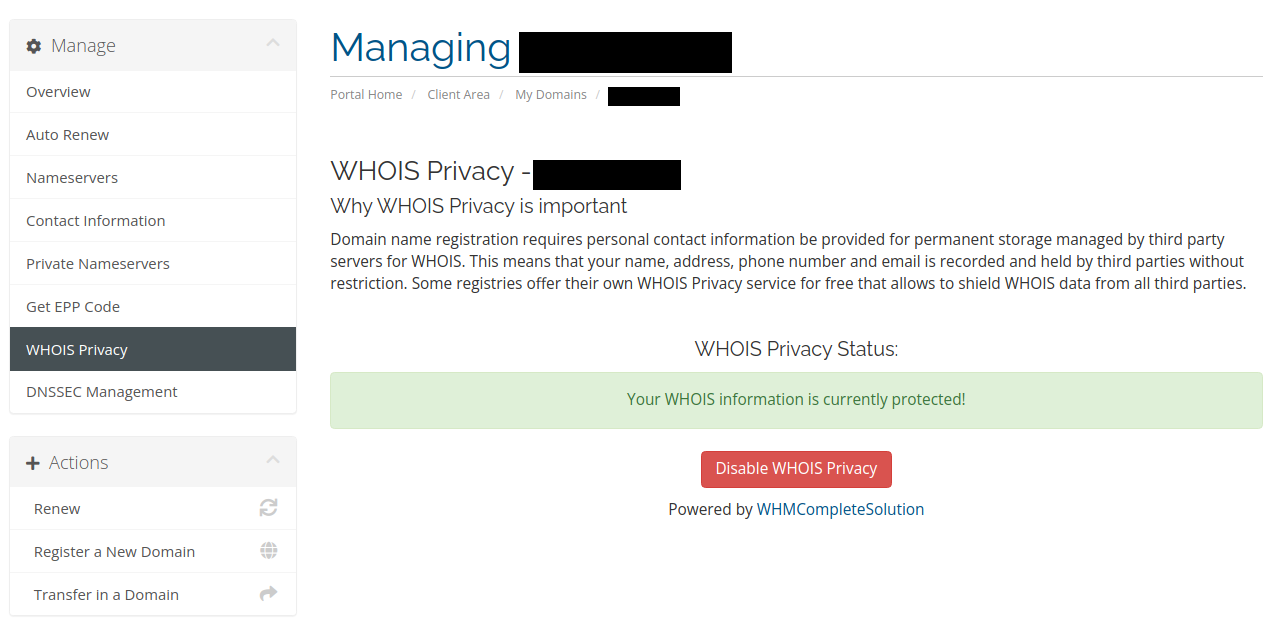 Manage
Overview
Auto Renew
Nameservers
Contact Information
Private Nameservers
Get EPP Code
WHOIS Privacy
DNSSEC Management
Actions
Renew
Register a New Domain
Transfer in a Domain
Managing
Portal Home / Client Area / My Domains /
WHOIS Privacy -
Why WHOIS Privacy is important
Domain name registration requires personal contact information be provided for permanent storage managed by third party
servers for WHOIS. This means that your name, address, phone number and email is recorded and held by third parties without
restriction. Some registries offer their own WHOIS Privacy service for free that allows to shield WHOIS data from all third parties.
WHOIS Privacy Status:
Your WHOIS information is currently protected!
Disable WHOIS Privacy
Powered by WHMCompleteSolution